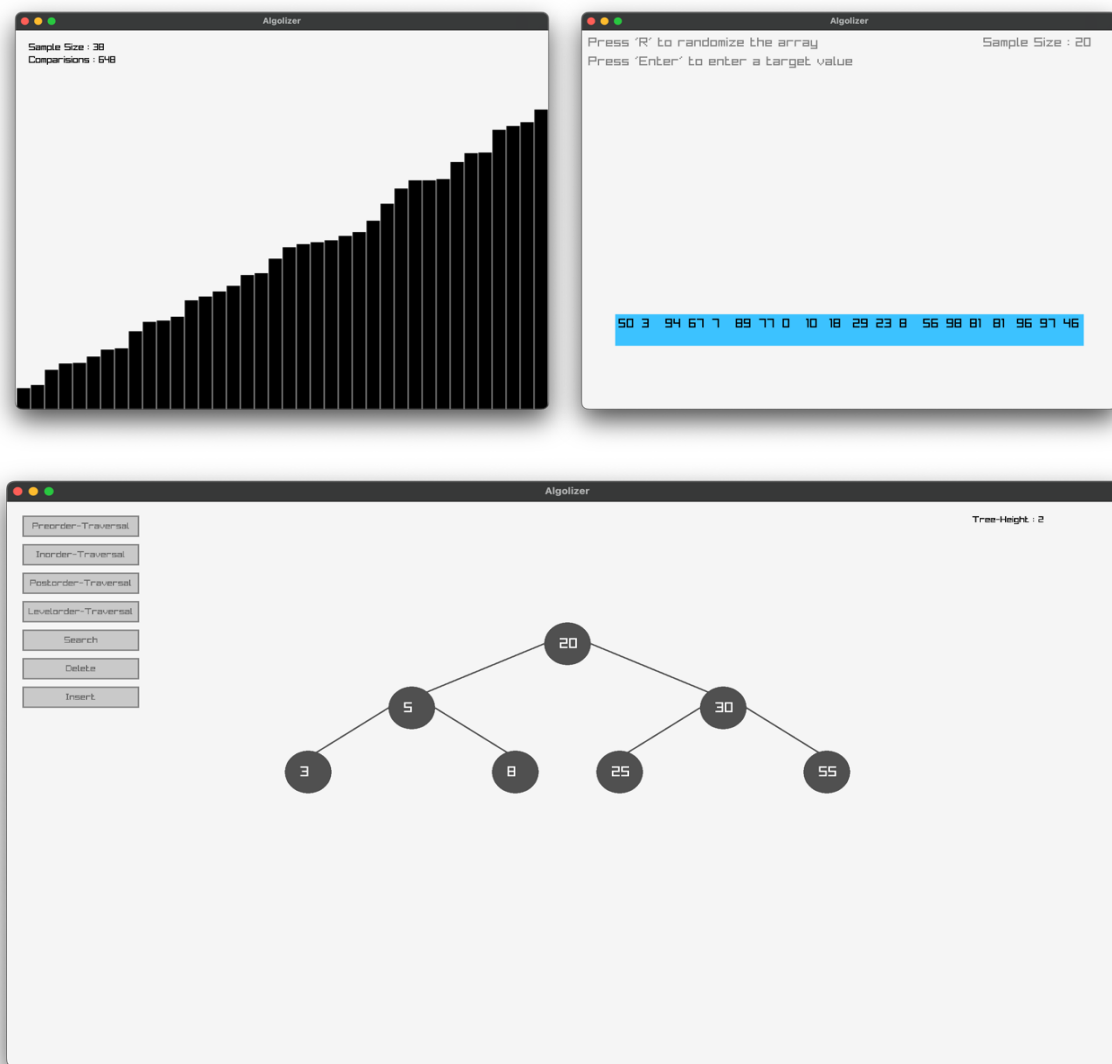 Algolizer
Sample Size : 38
Comparisions : 648
Algolizer
Press 'R' to randomize the array
Sample Size : 20
Press 'Enter' to enter a target value
50 3 94 67 7 89 77 0 10 18 29 23 8 56 98 81 81 96 97 46
Algolizer
Preorder-Traversal
Tree-Height : 2
Inorder-Traversal
Postorder-Traversal
Levelorder-Traversal
Search
Delete
Insert
20
5 30
3 8 25 55